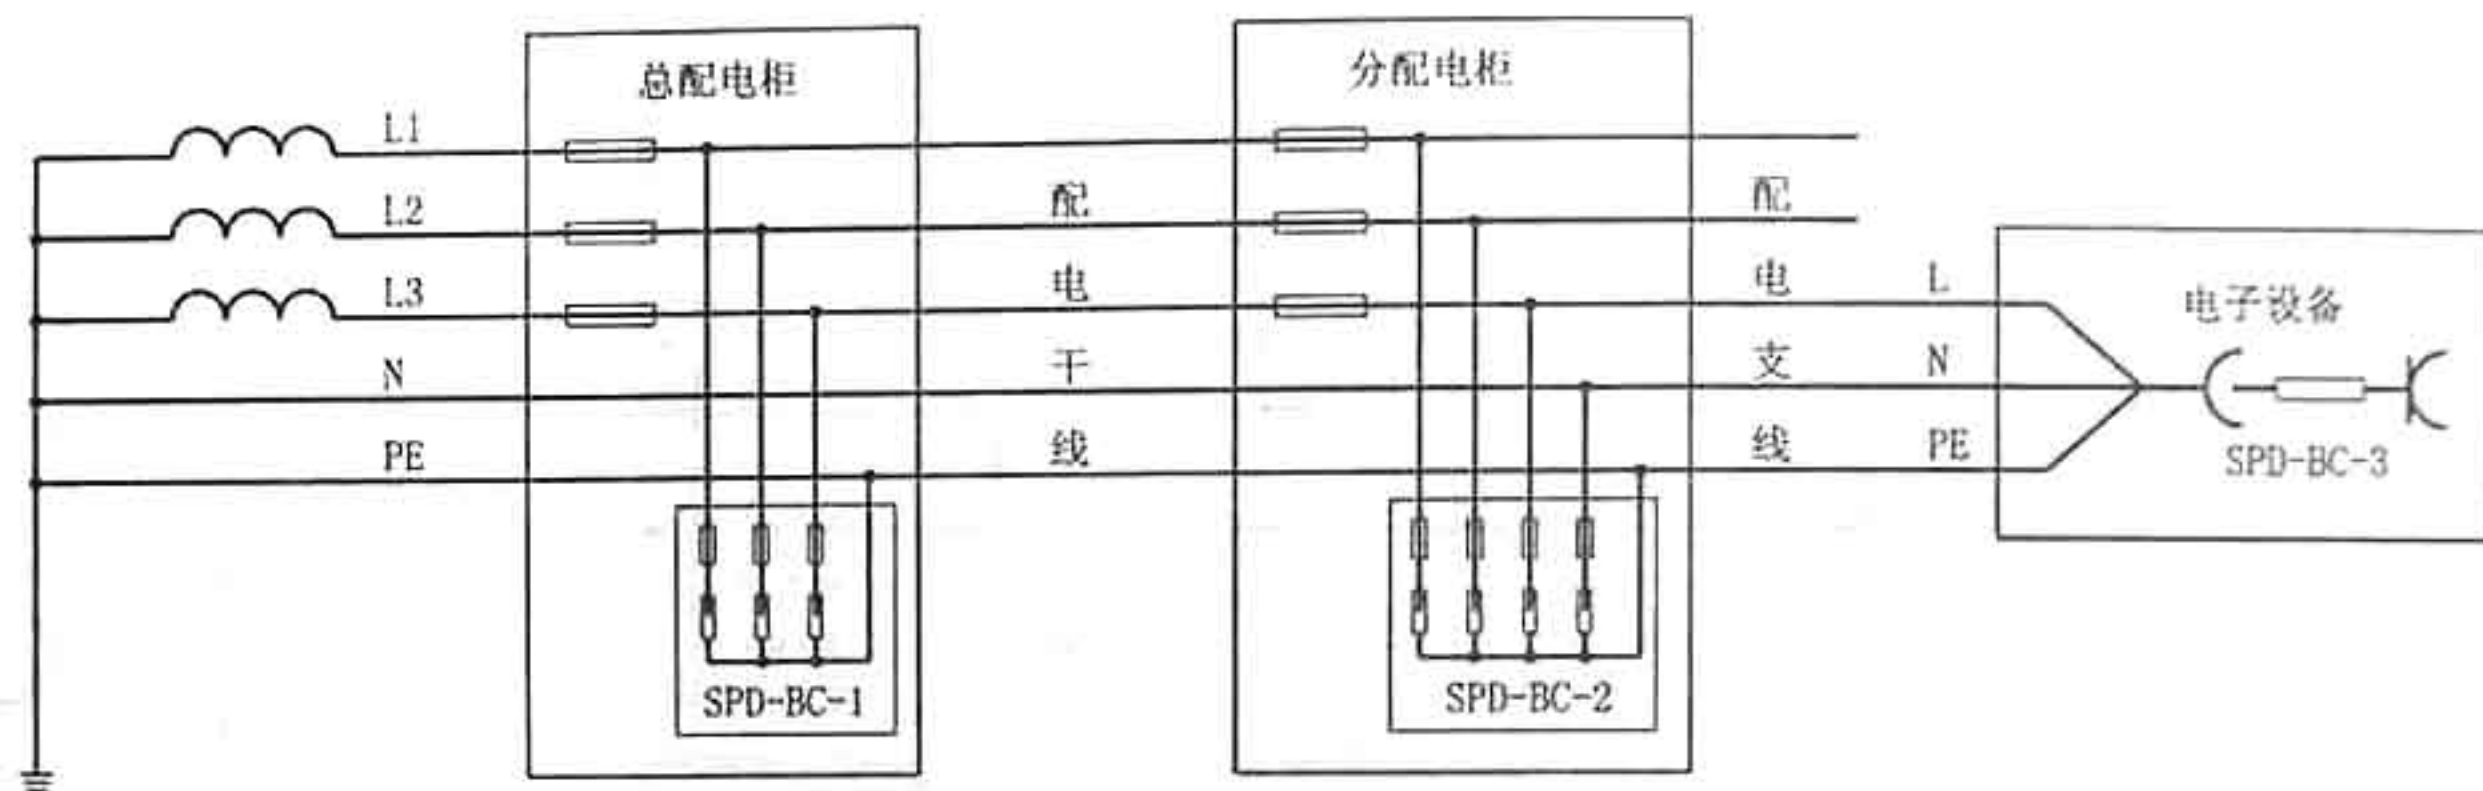 总配电柜
分配电柜
L1
L2
L3
N
PE
配
电
干
线
配
电
支
线
L
N
PE
电子设备
SPD-BC-3
SPD-BC-1
SPD-BC-2